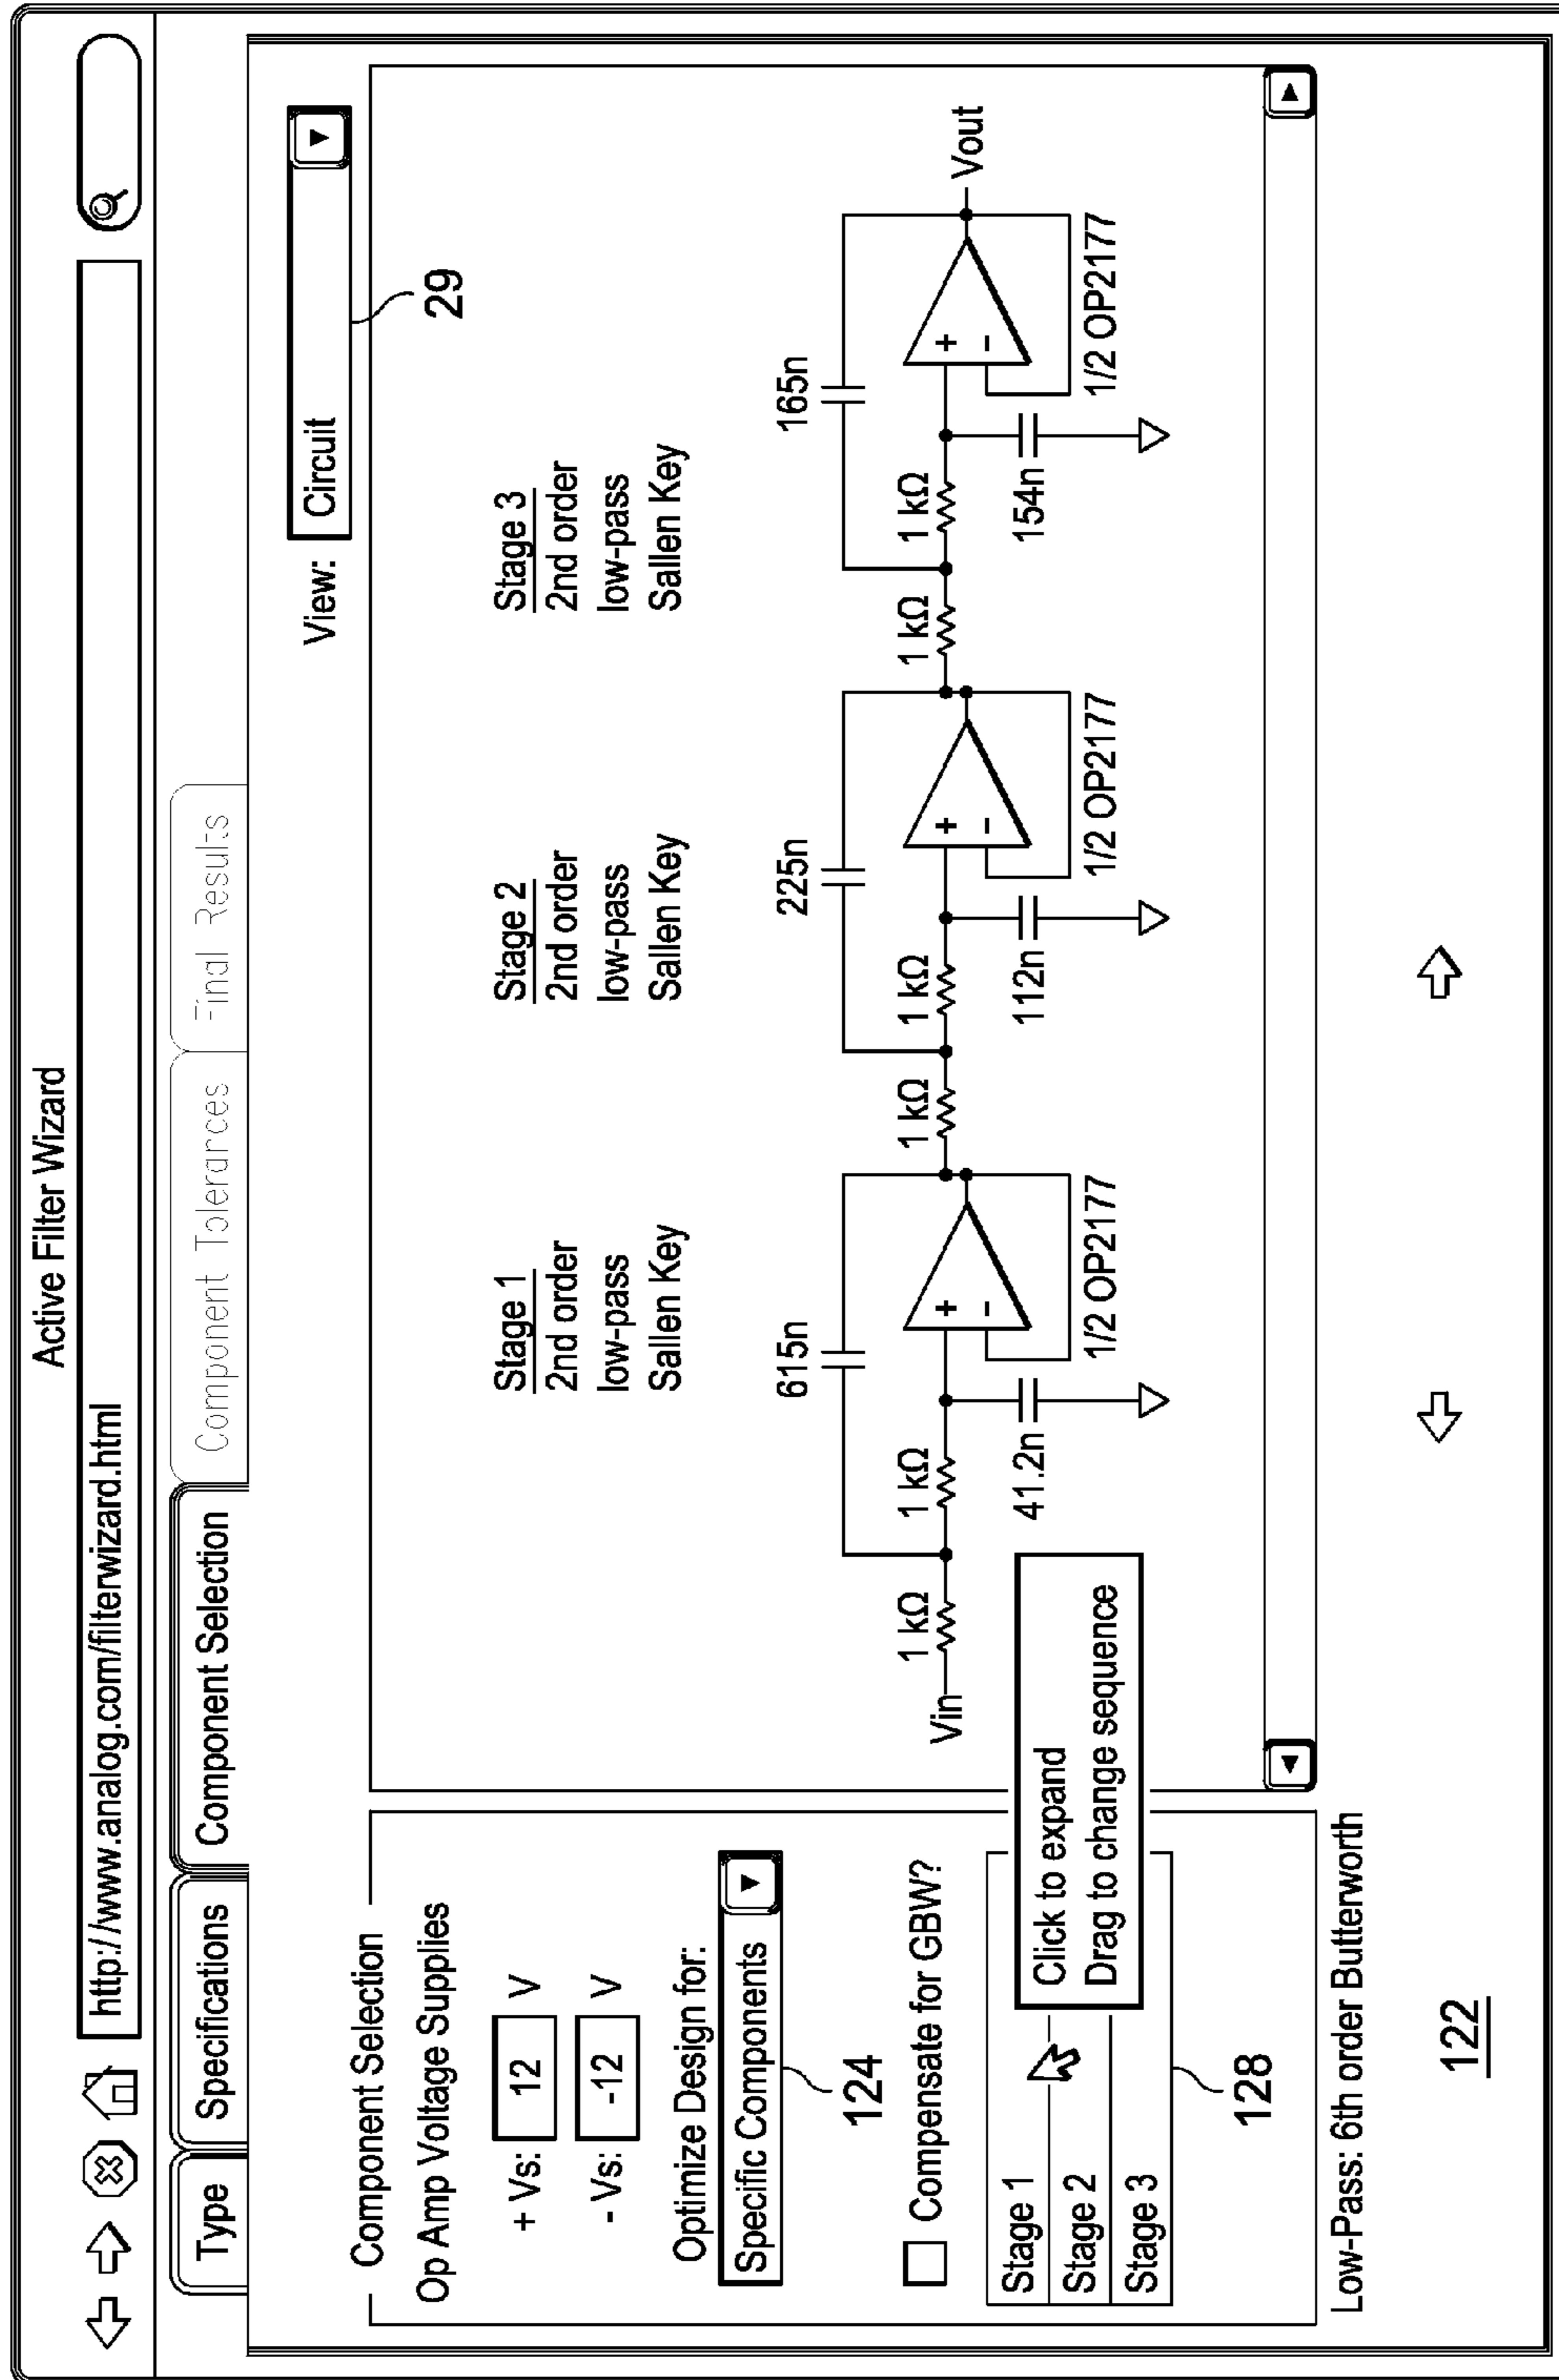 Active Filter Wizard
http://www.analog.com/filterwizard.html
Type
Specifications
Component Selection
Component Tolerances
Final Results
Component Selection
Op Amp Voltage Supplies
+ Vs: 12 V
- Vs: -12 V
Optimize Design for:
Specific Components
124
Compensate for GBW?
Stage 1
Stage 2
Stage 3
Click to expand
Drag to change sequence
128
View: Circuit
29
Stage 1
2nd order
low-pass
Sallen Key
Stage 2
2nd order
low-pass
Sallen Key
Stage 3
2nd order
low-pass
Sallen Key
615n
225n
165n
Vin
1 kΩ
1 kΩ
+
-
1 kΩ
1 kΩ
+
-
1 kΩ
1 kΩ
+
-
Vout
41.2n
112n
154n
1/2 OP2177
1/2 OP2177
1/2 OP2177
Low-Pass: 6th order Butterworth
122